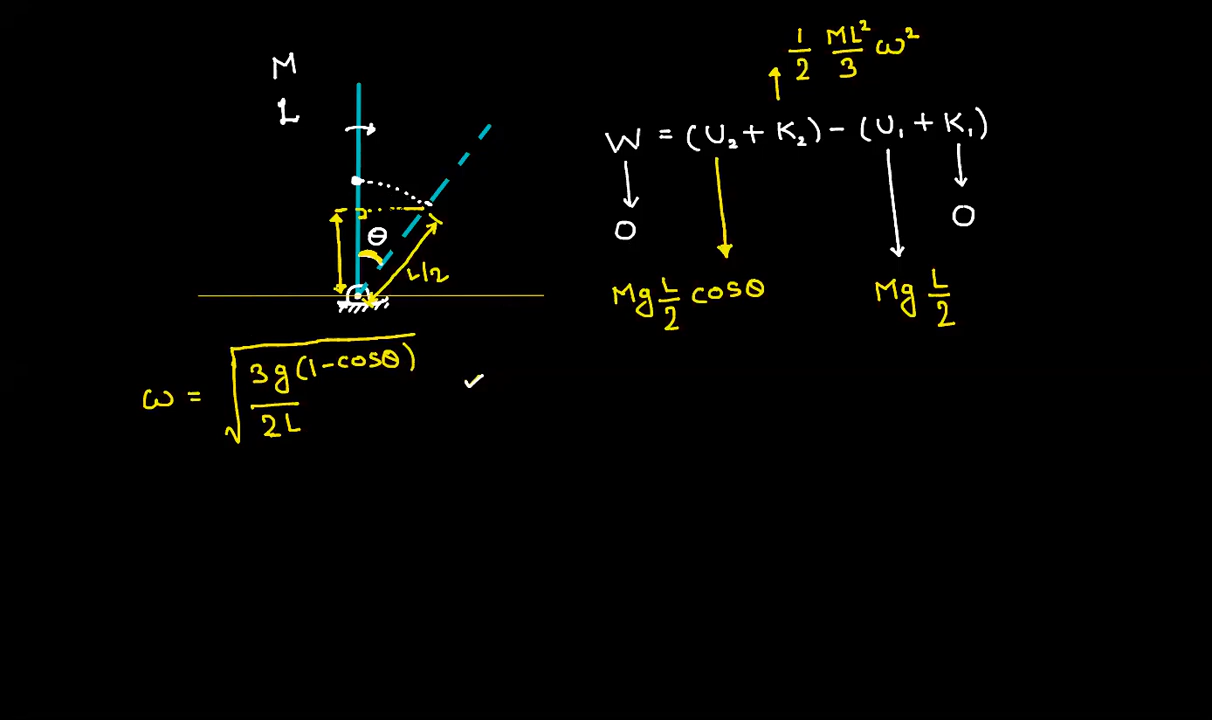 M
L
θ
L/2
1/2 ML²/3 ω²
W = (U₂ + K₂) - (U₁ + K₁)
0
0
Mg L/2 cosθ
Mg L/2
ω = √(3g(1-cosθ)/2L)